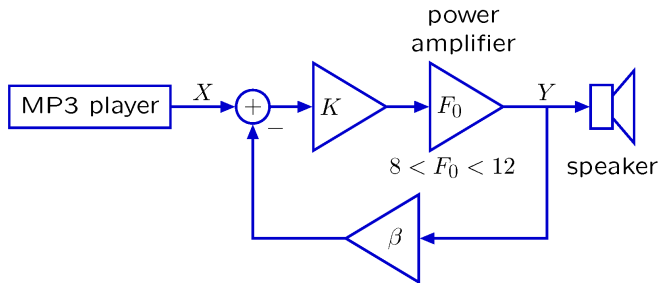 power
amplifier
MP3 player
X
+
−
K
F₀
Y
8 < F₀ < 12
speaker
β